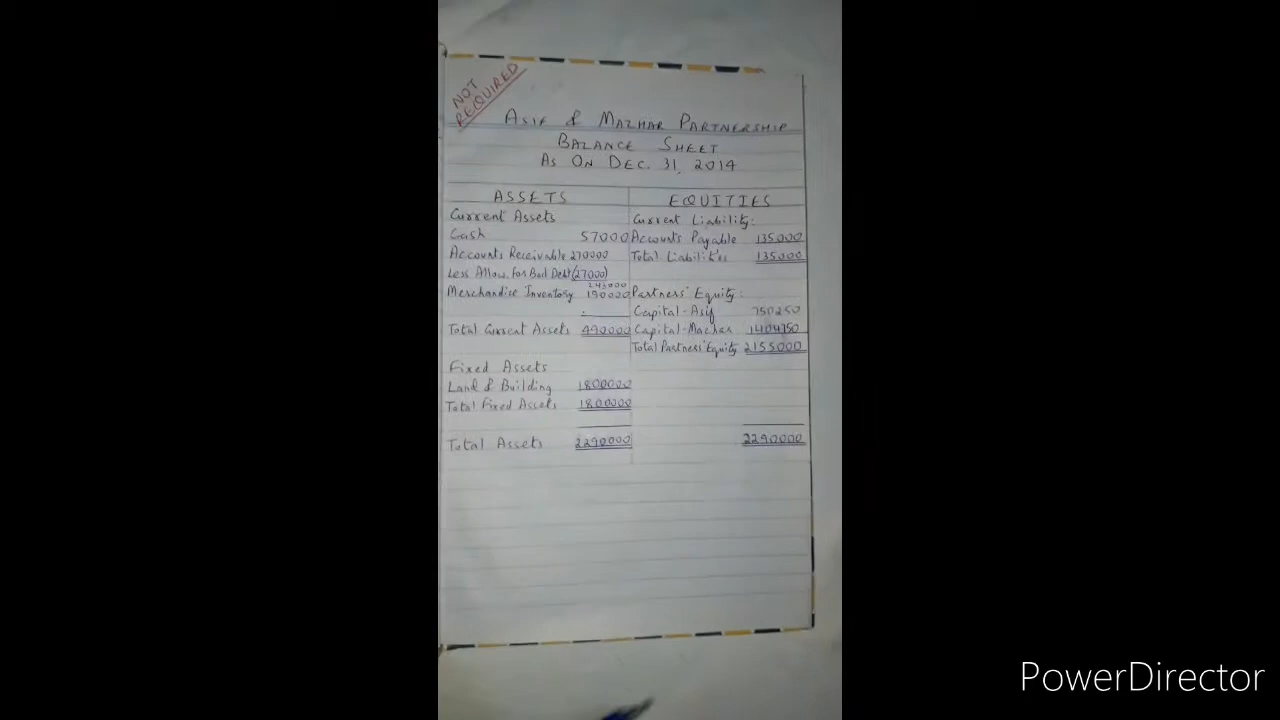 NOT
REQUIRED
ASIF & MAZHAR PARTNERSHIP
BALANCE SHEET
AS ON DEC. 31, 2014
ASSETS EQUITIES
Current Assets Current Liability:
Cash 57000 Accounts Payable 135000
Accounts Receivable 270000 Total Liabilities 135000
Less Allow. for Bad Debt (27000)
243000
Merchandise Inventory 190000 Partners' Equity:
Capital-Asif 750250
Total Current Assets 490000 Capital-Mazhar 1404750
Total Partners' Equity 2155000
Fixed Assets
Land & Building 1800000
Total Fixed Assets 1800000
Total Assets 2290000 2290000
PowerDirector